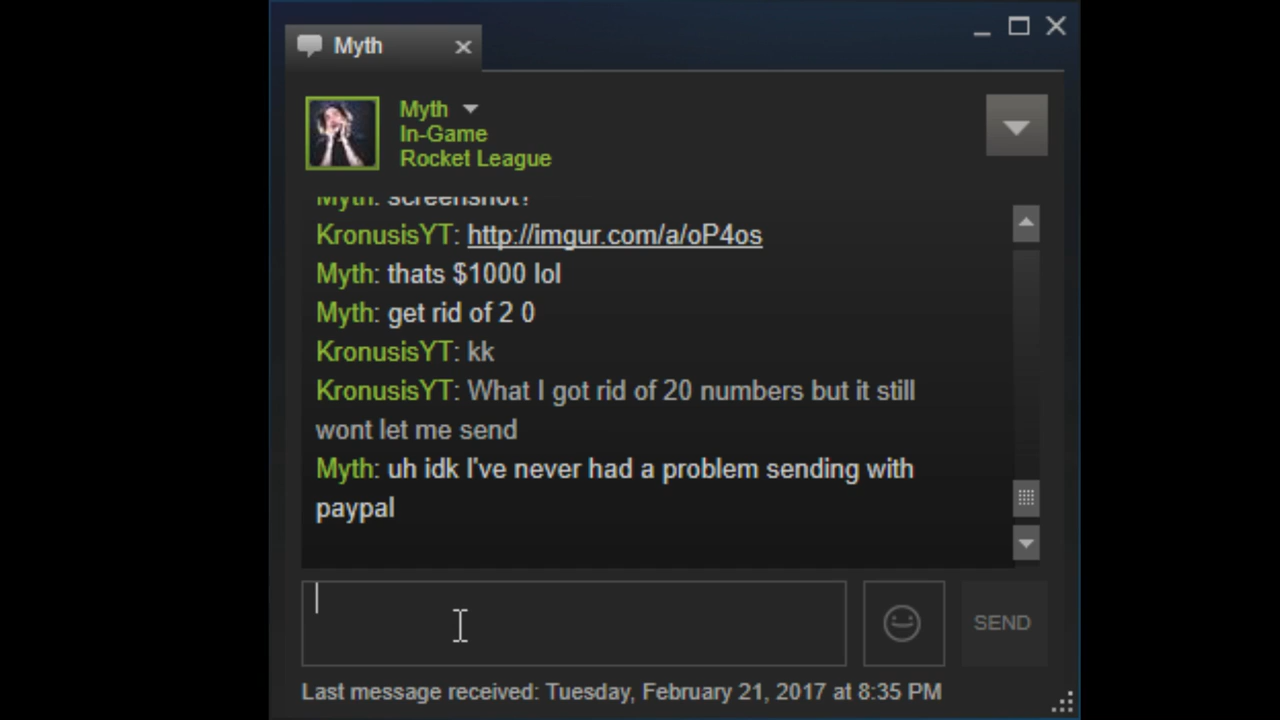 Myth
Myth
In-Game
Rocket League
Myth: screenshot?
KronusisYT: http://imgur.com/a/oP4os
Myth: thats $1000 lol
Myth: get rid of 2 0
KronusisYT: kk
KronusisYT: What I got rid of 20 numbers but it still
wont let me send
Myth: uh idk I've never had a problem sending with
paypal
SEND
Last message received: Tuesday, February 21, 2017 at 8:35 PM